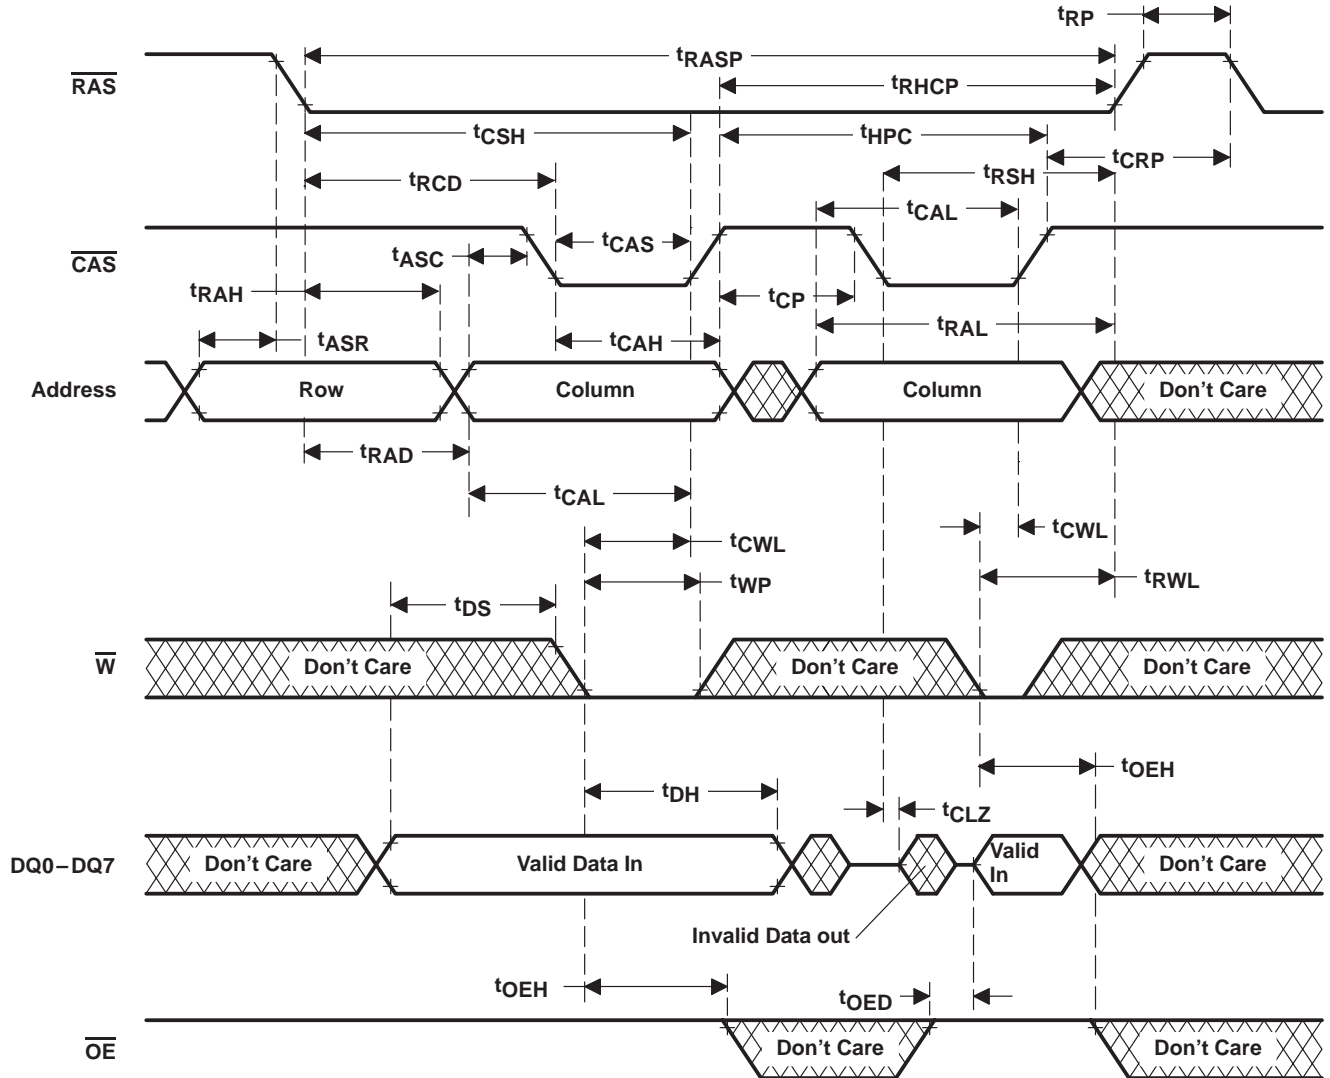 tRP
tRASP
RAS
tRHCP
tCSH
tHPC
tCRP
tRCD
tRSH
tCAL
CAS
tCAS
tASC
tRAH
tCP
tRAL
tASR
tCAH
Address
Row
Column
Column
Don't Care
tRAD
tCAL
tCWL
tCWL
tWP
tRWL
tDS
W
Don't Care
Don't Care
Don't Care
tOEH
tDH
tCLZ
DQ0–DQ7
Don't Care
Valid Data In
Valid
In
Don't Care
Invalid Data out
tOEH
tOED
OE
Don't Care
Don't Care